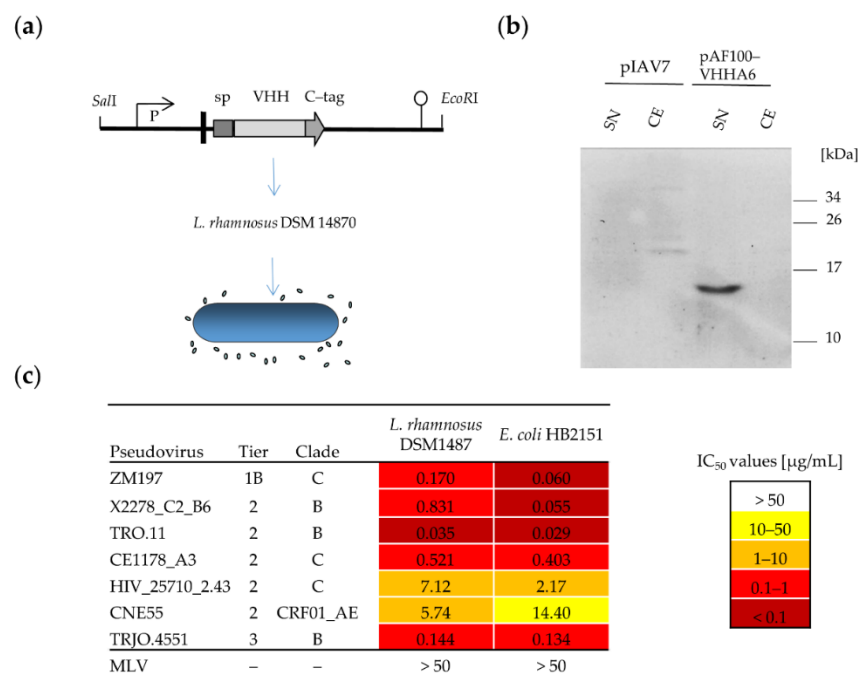 (a)
sp VHH C–tag
SalI P EcoRI
L. rhamnosus DSM 14870
(b)
pIAV7 pAF100–
VHHA6
SN CE SN CE
[kDa]
34
26
17
10
(c)
L. rhamnosus
DSM1487 E. coli HB2151
Pseudovirus Tier Clade
ZM197 1B C 0.170 0.060
X2278_C2_B6 2 B 0.831 0.055
TRO.11 2 B 0.035 0.029
CE1178_A3 2 C 0.521 0.403
HIV_25710_2.43 2 C 7.12 2.17
CNE55 2 CRF01_AE 5.74 14.40
TRJO.4551 3 B 0.144 0.134
MLV – – > 50 > 50
IC₅₀ values [µg/mL]
> 50
10–50
1–10
0.1–1
< 0.1